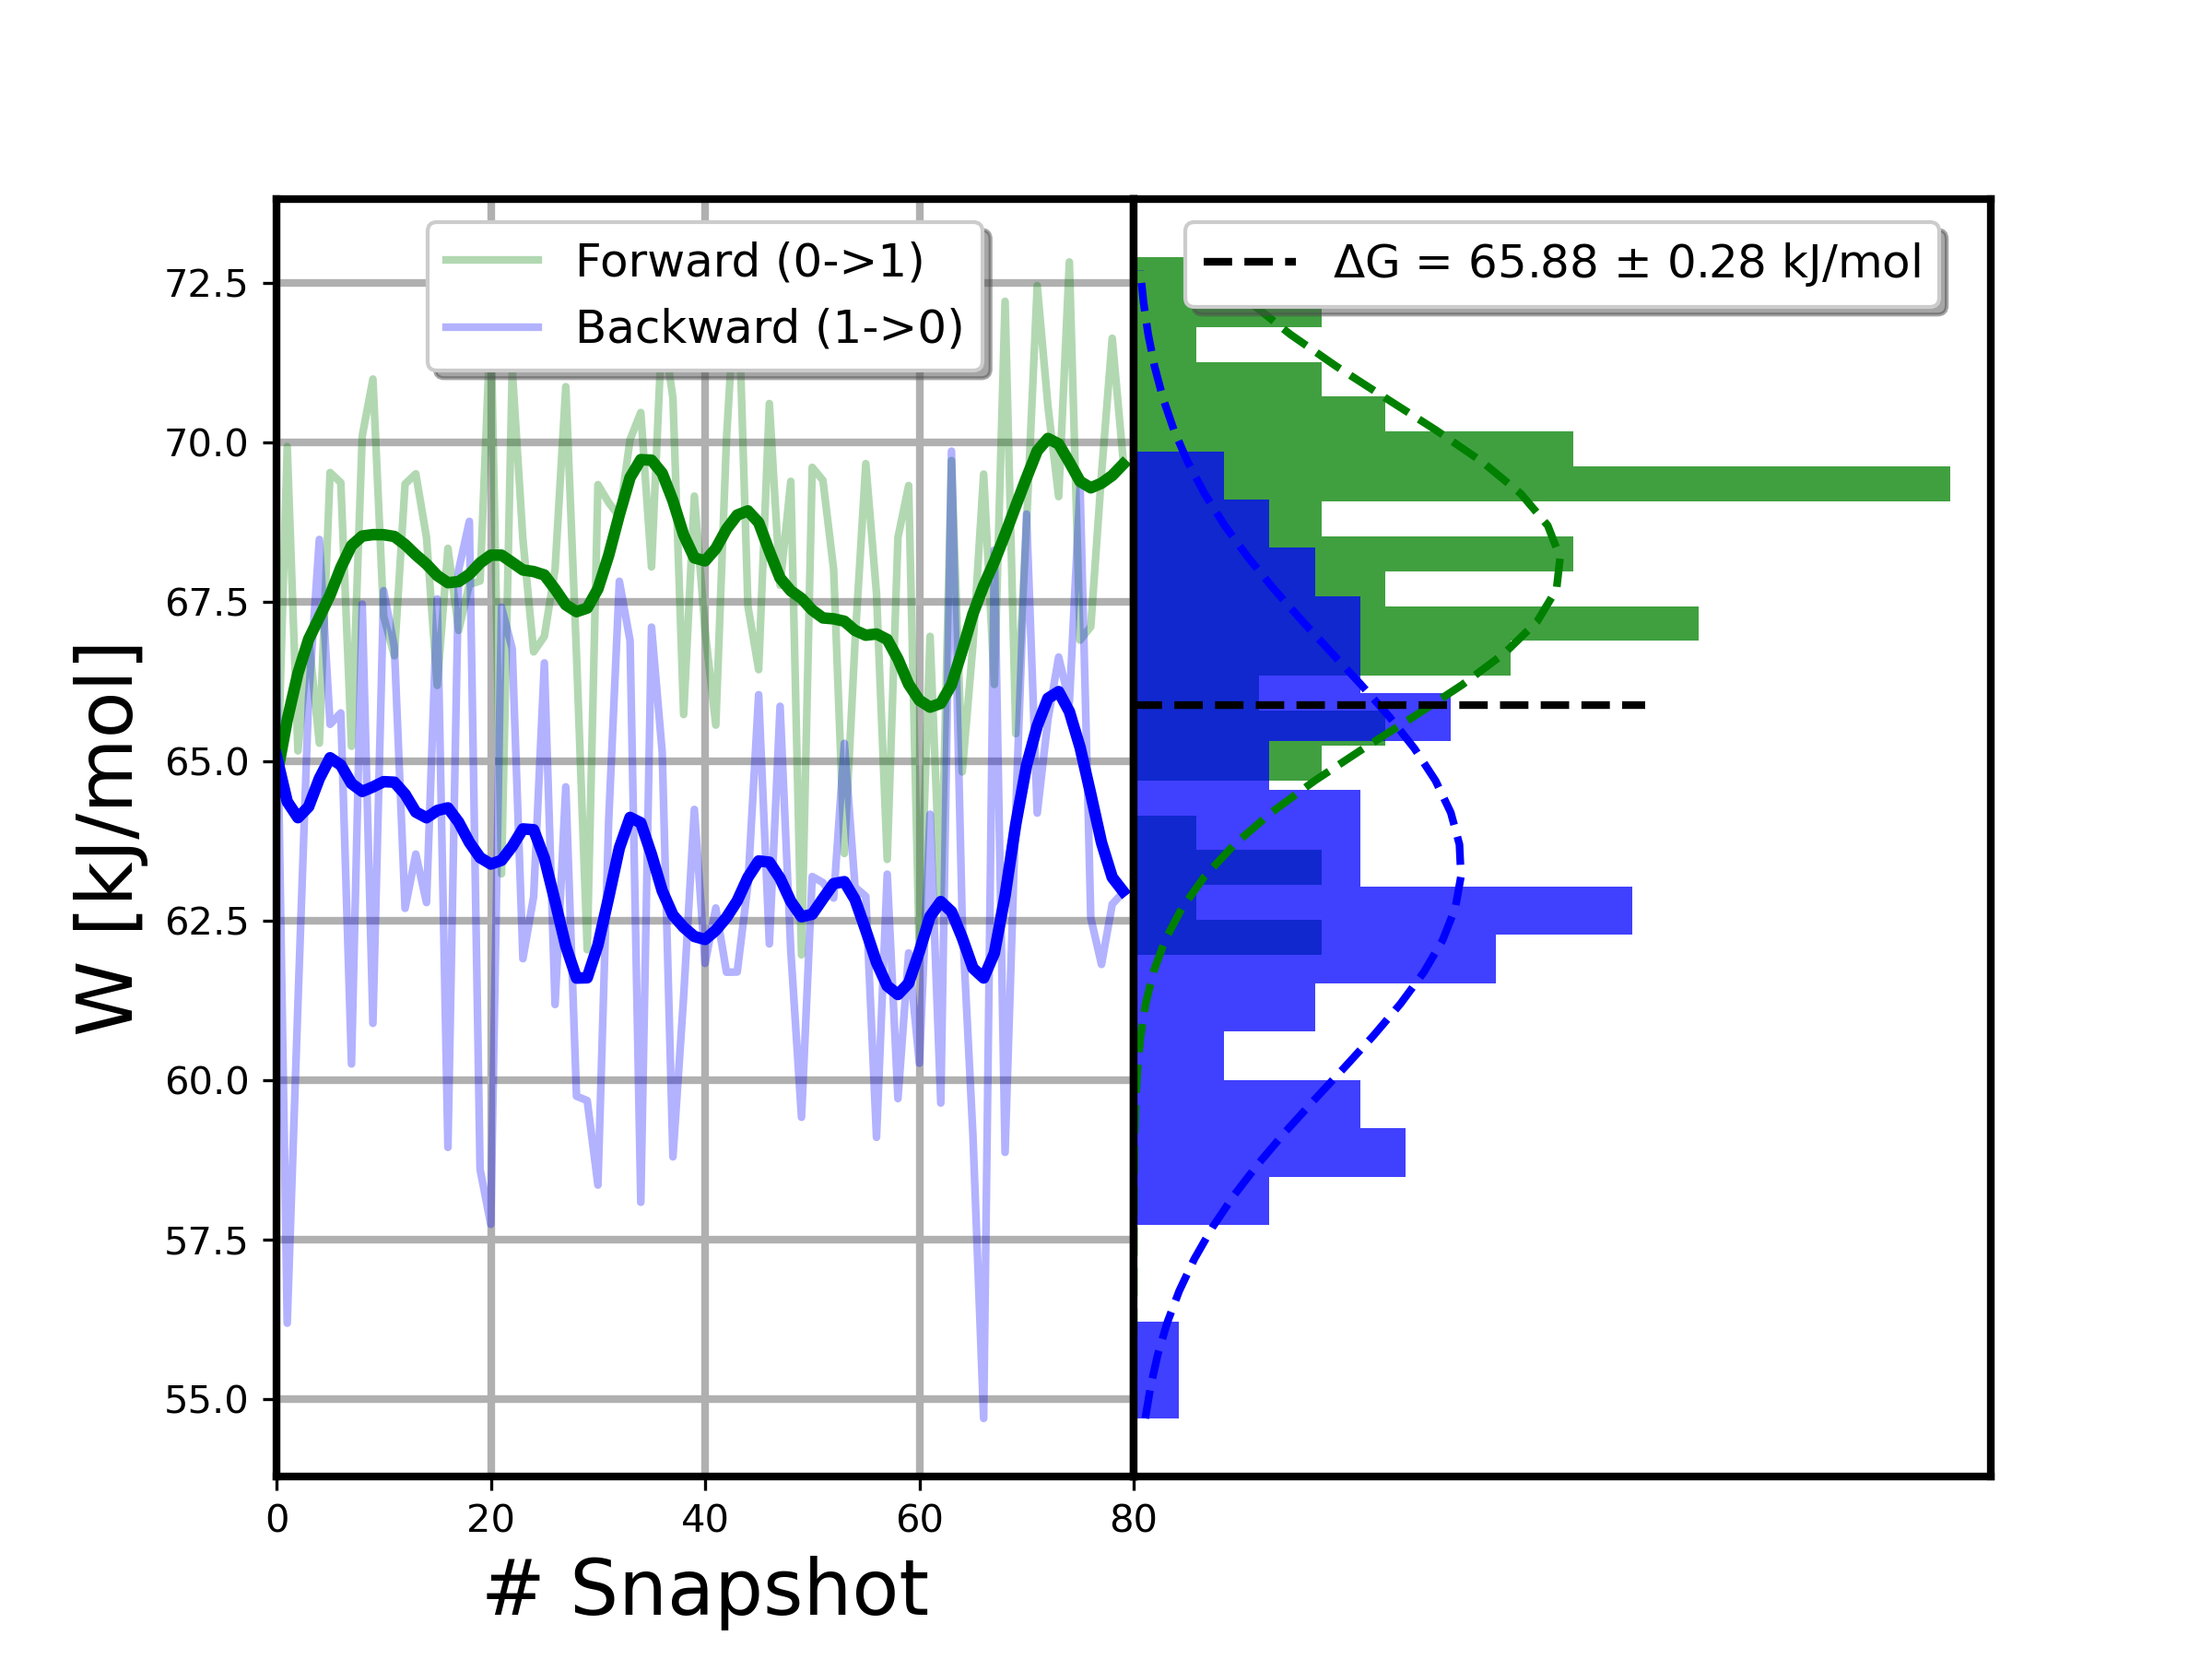 Forward (0->1)
Backward (1->0)
ΔG = 65.88 ± 0.28 kJ/mol
72.5
70.0
67.5
65.0
62.5
60.0
57.5
55.0
W [kJ/mol]
0
20
40
60
80
# Snapshot